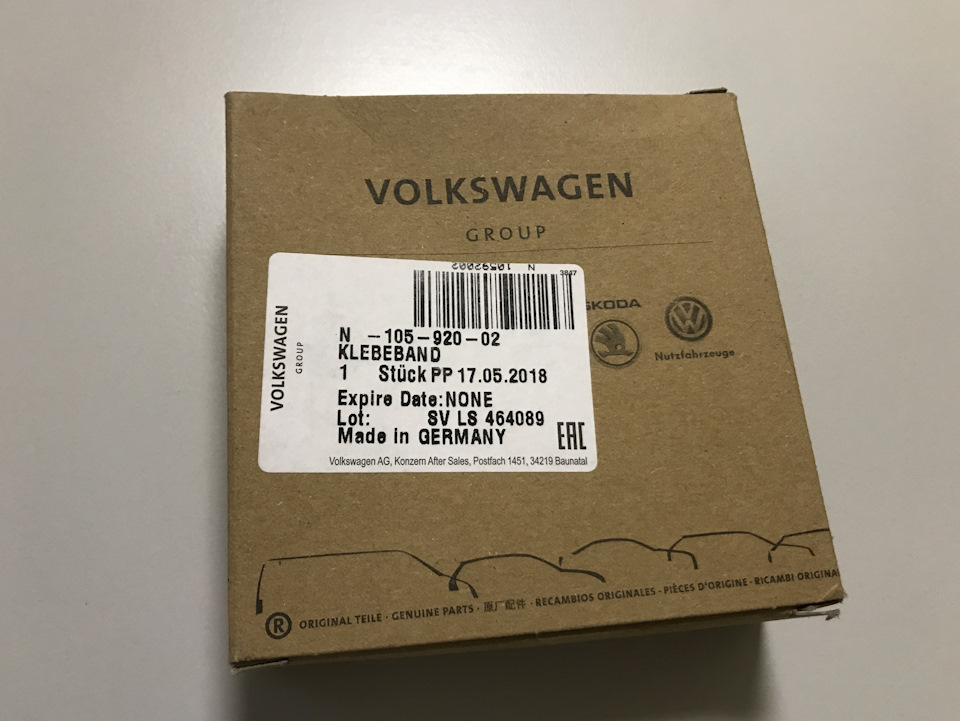 VOLKSWAGEN
GROUP
N 10592002
3847
ŠKODA
Nutzfahrzeuge
VOLKSWAGEN
GROUP
N -105-920-02
KLEBEBAND
1 Stück PP 17.05.2018
Expire Date:NONE
Lot: SV LS 464089
Made in GERMANY
EAC
Volkswagen AG, Konzern After Sales, Postfach 1451, 34219 Baunatal
® ORIGINAL TEILE · GENUINE PARTS · 原厂配件 · RECAMBIOS ORIGINALES · PIÈCES D'ORIGINE · RICAMBI ORIGINA